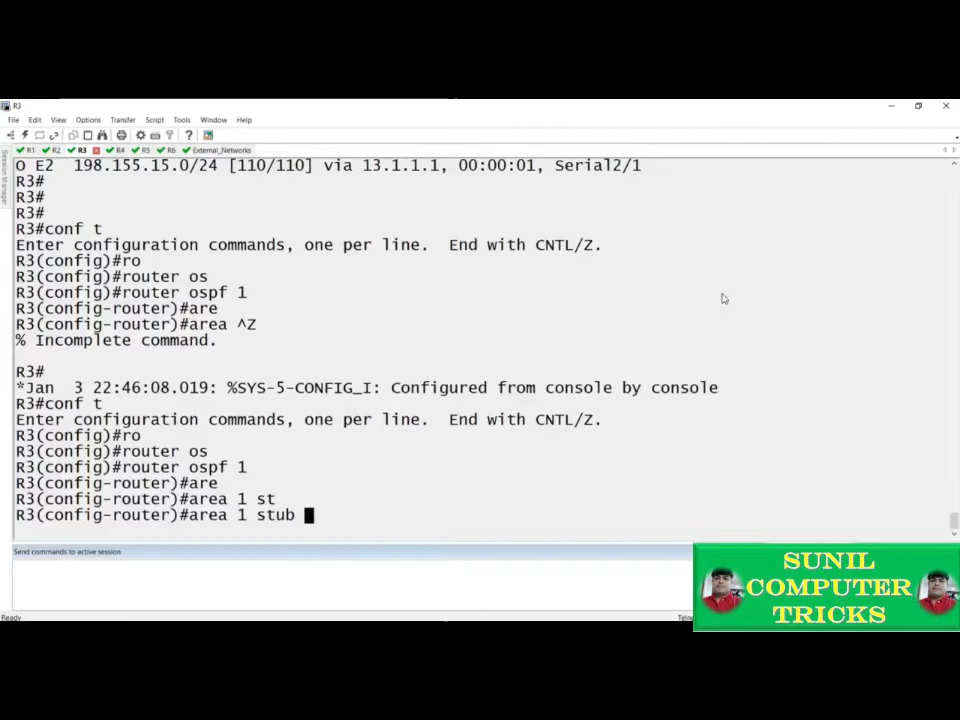 R3
File Edit View Options Transfer Script Tools Window Help
R1 R2 R3 R4 R5 R6 External_Networks
Session Manager
O E2  198.155.15.0/24 [110/110] via 13.1.1.1, 00:00:01, Serial2/1
R3#
R3#
R3#
R3#conf t
Enter configuration commands, one per line.  End with CNTL/Z.
R3(config)#ro
R3(config)#router os
R3(config)#router ospf 1
R3(config-router)#are
R3(config-router)#area ^Z
% Incomplete command.
R3#
*Jan  3 22:46:08.019: %SYS-5-CONFIG_I: Configured from console by console
R3#conf t
Enter configuration commands, one per line.  End with CNTL/Z.
R3(config)#ro
R3(config)#router os
R3(config)#router ospf 1
R3(config-router)#are
R3(config-router)#area 1 st
R3(config-router)#area 1 stub
Send commands to active session
SUNIL
COMPUTER
TRICKS
Ready